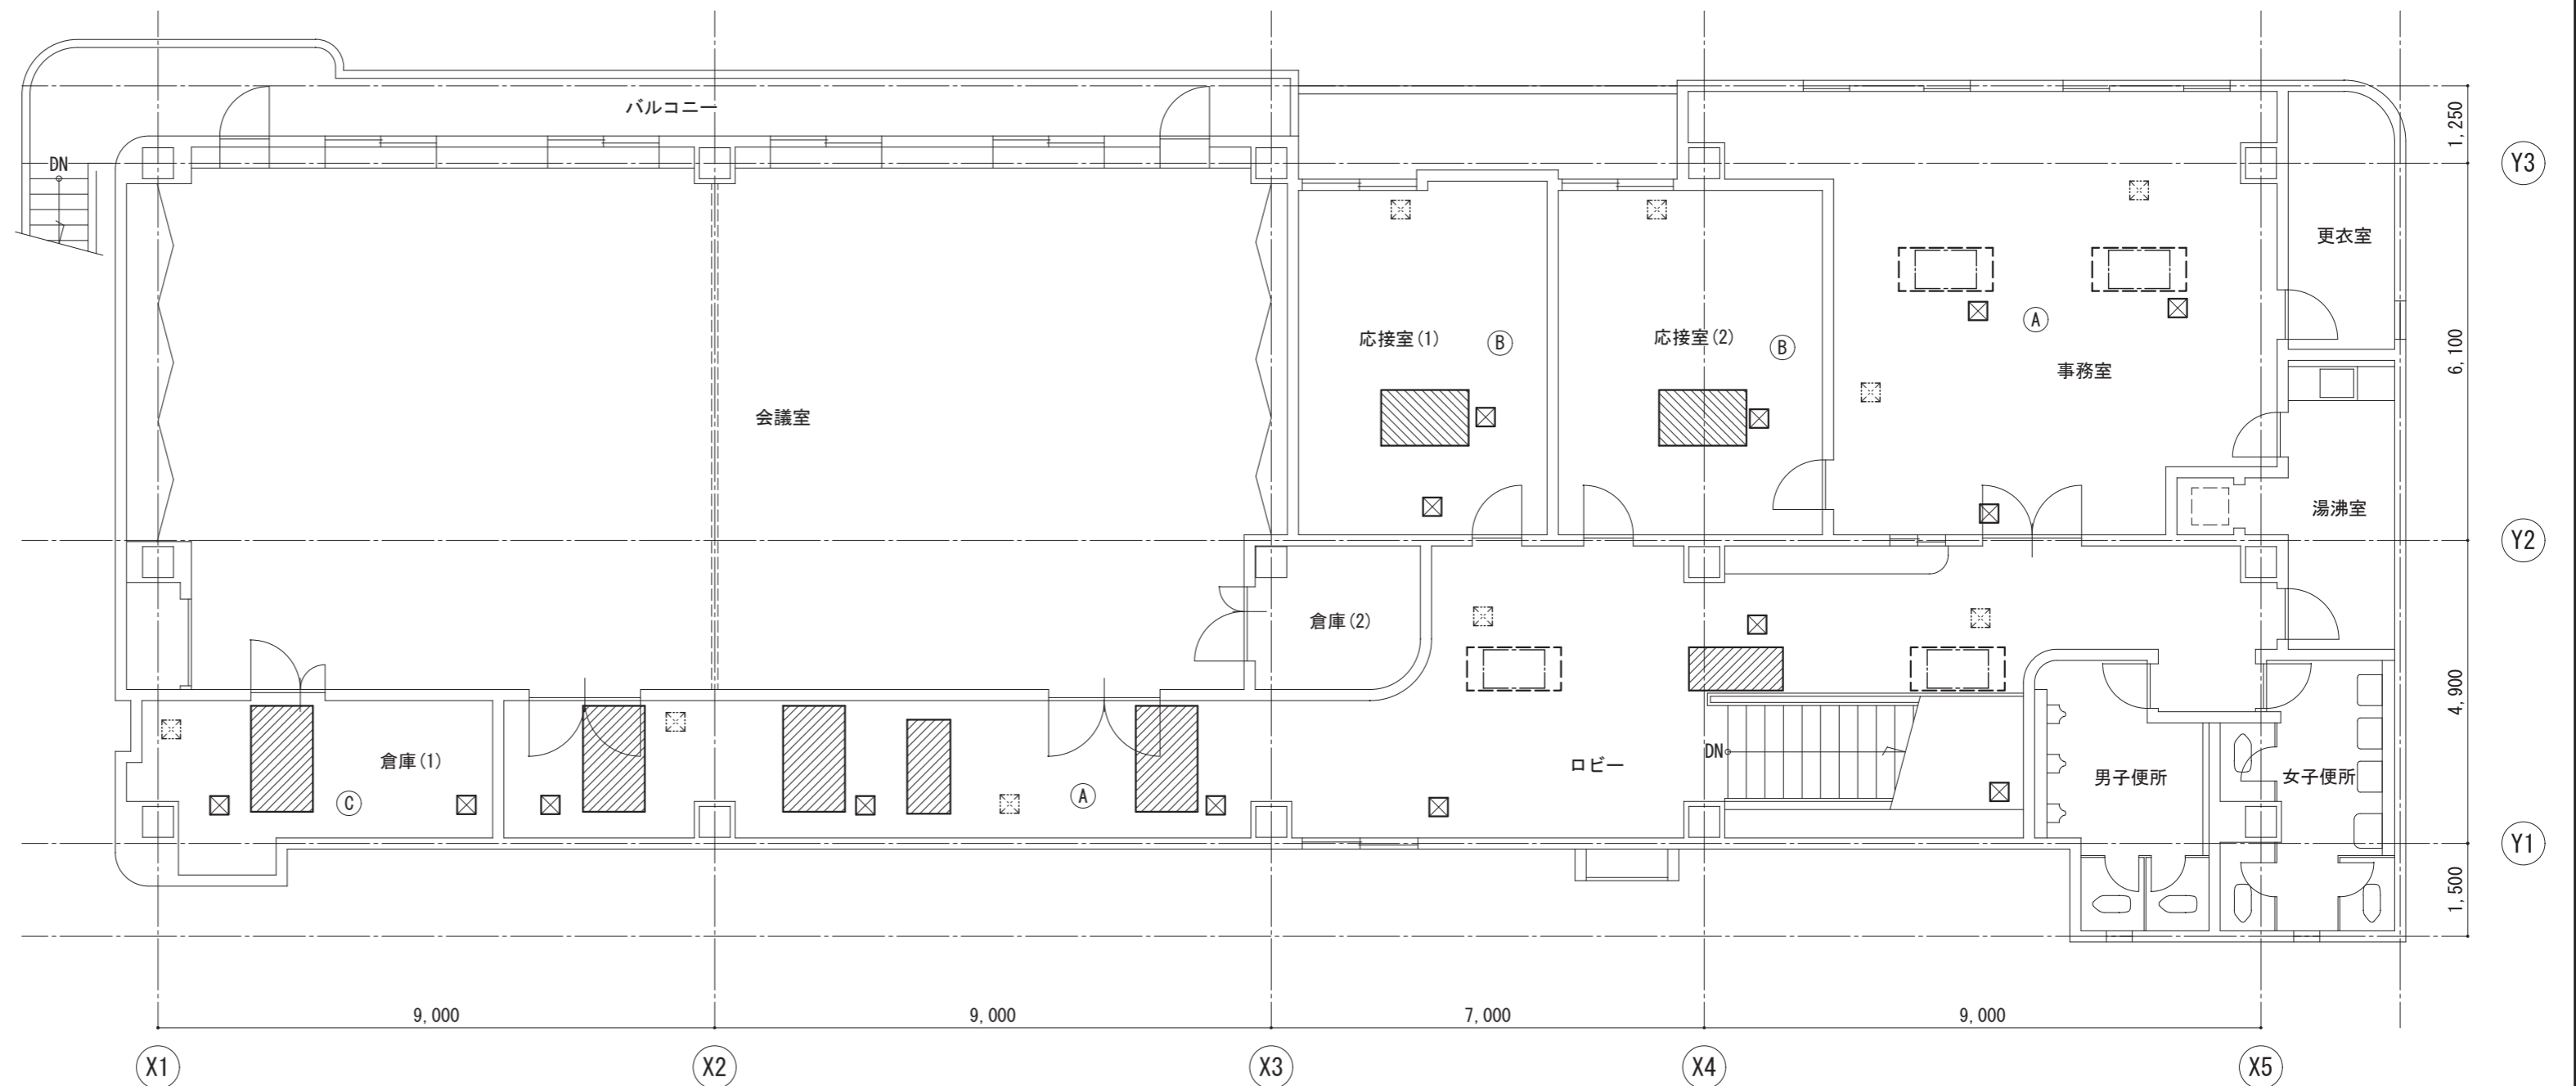 バルコニー
DN
1,250
Y3
更衣室
応接室(1)
B
応接室(2)
B
A
事務室
6,100
会議室
湯沸室
Y2
倉庫(2)
4,900
倉庫(1)
C
A
ロビー
DN
男子便所
女子便所
Y1
1,500
9,000
9,000
7,000
9,000
X1
X2
X3
X4
X5